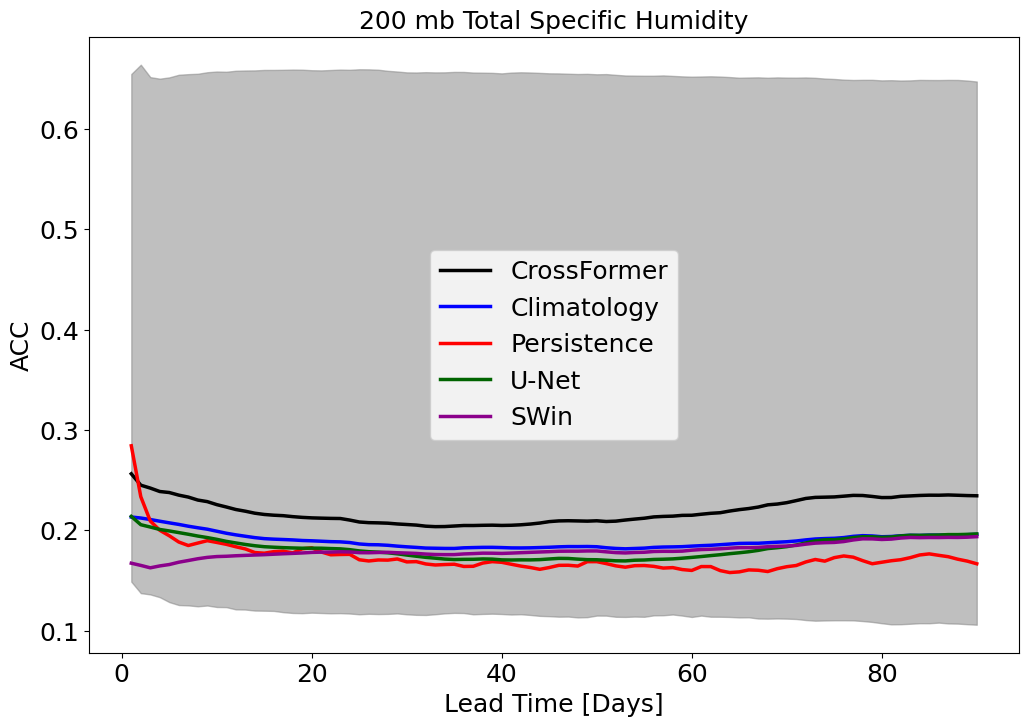 200 mb Total Specific Humidity
ACC
0.6
0.5
0.4
0.3
0.2
0.1
CrossFormer
Climatology
Persistence
U-Net
SWin
0 20 40 60 80
Lead Time [Days]